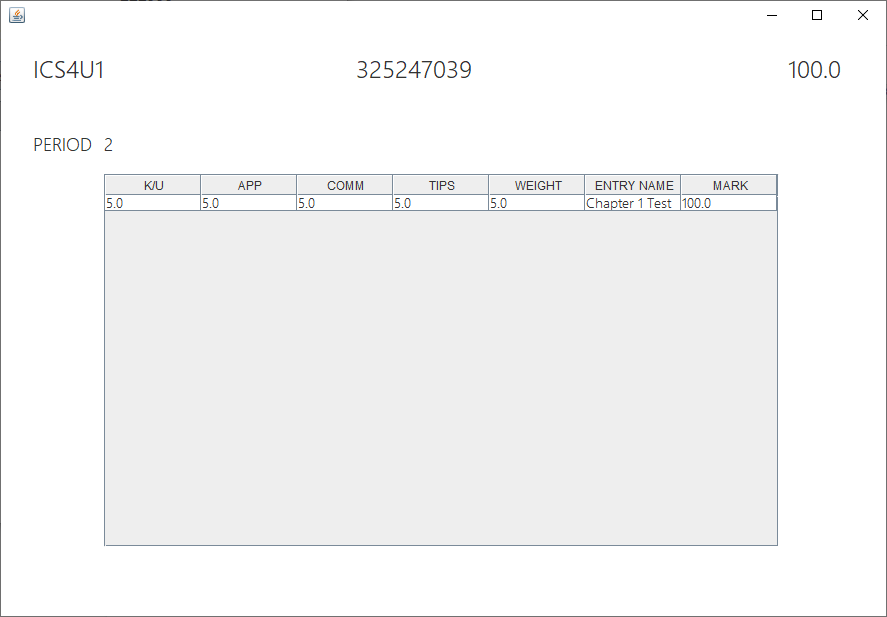 ICS4U1 325247039 100.0
PERIOD 2
K/U APP COMM TIPS WEIGHT ENTRY NAME MARK
5.0 5.0 5.0 5.0 5.0 Chapter 1 Test 100.0